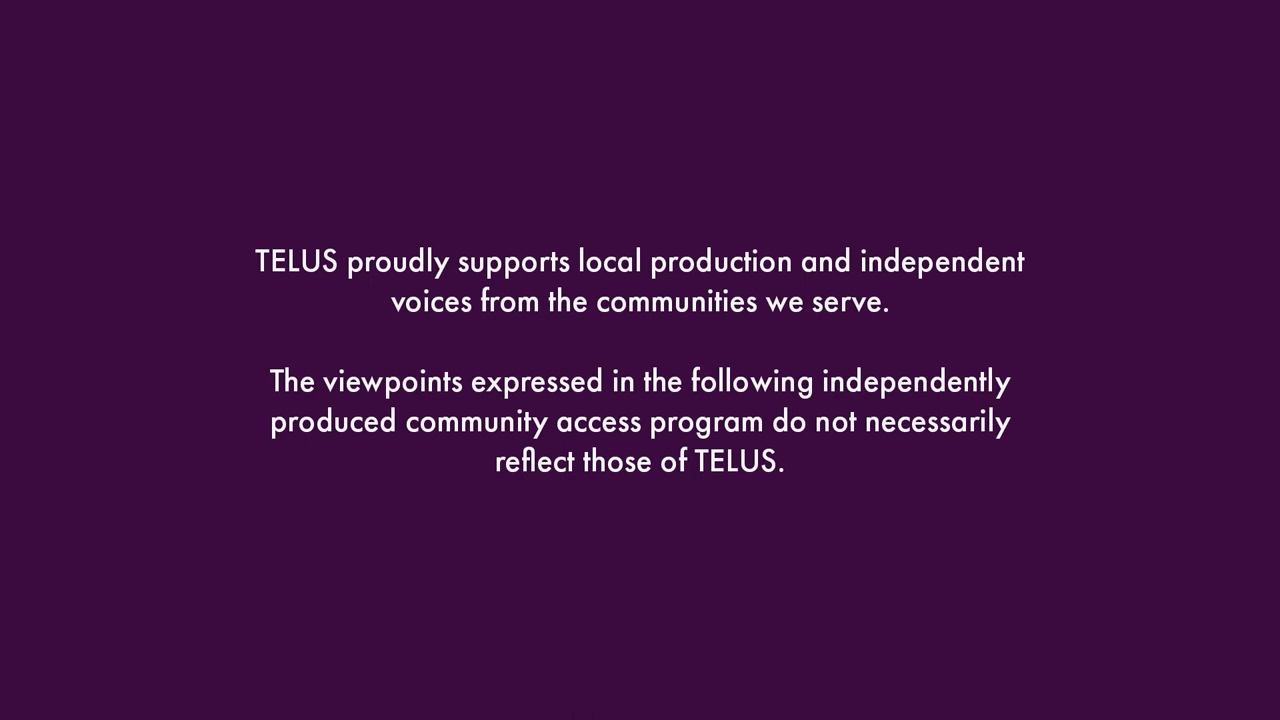 TELUS proudly supports local production and independent
voices from the communities we serve.
The viewpoints expressed in the following independently
produced community access program do not necessarily
reflect those of TELUS.